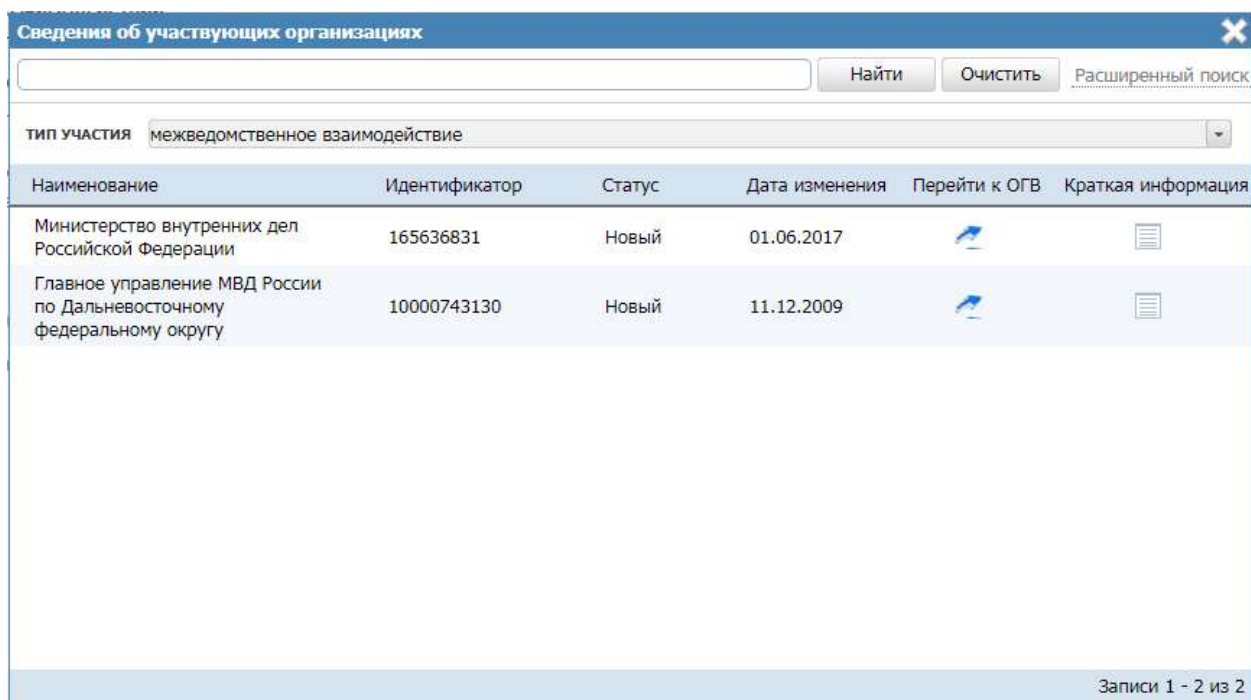 Сведения об участвующих организациях
Найти Очистить Расширенный поиск
ТИП УЧАСТИЯ межведомственное взаимодействие
Наименование Идентификатор Статус Дата изменения Перейти к ОГВ Краткая информация
Министерство внутренних дел
Российской Федерации
165636831 Новый 01.06.2017
Главное управление МВД России
по Дальневосточному
федеральному округу
10000743130 Новый 11.12.2009
Записи 1 - 2 из 2